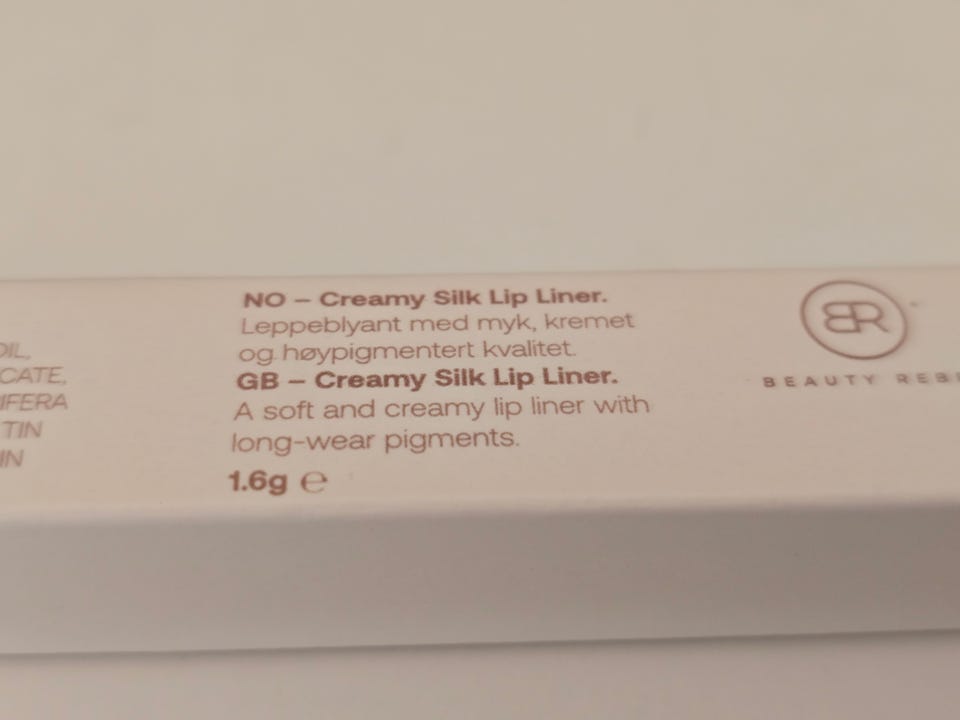 OIL,
CATE,
IFERA
TIN
IN
NO – Creamy Silk Lip Liner.
Leppeblyant med myk, kremet
og høypigmentert kvalitet.
GB – Creamy Silk Lip Liner.
A soft and creamy lip liner with
long-wear pigments.
1.6g ℮
BR
BEAUTY REB